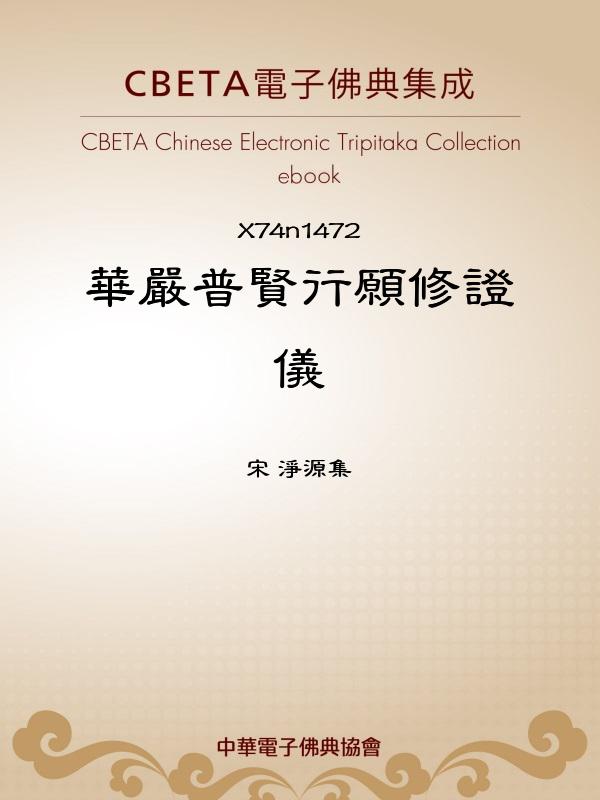 CBETA電子佛典集成
CBETA Chinese Electronic Tripitaka Collection
ebook
X74n1472
華嚴普賢行願修證
儀
宋 淨源集
中華電子佛典協會